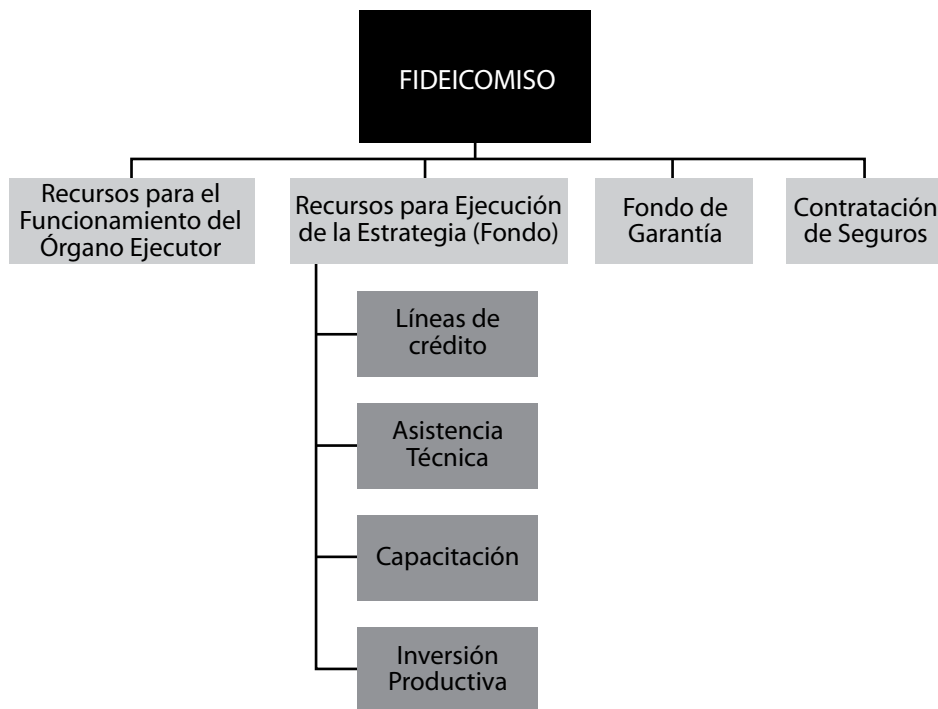 FIDEICOMISO
Recursos para el
Funcionamiento del
Órgano Ejecutor
Recursos para Ejecución
de la Estrategia (Fondo)
Fondo de
Garantía
Contratación
de Seguros
Líneas de
crédito
Asistencia
Técnica
Capacitación
Inversión
Productiva